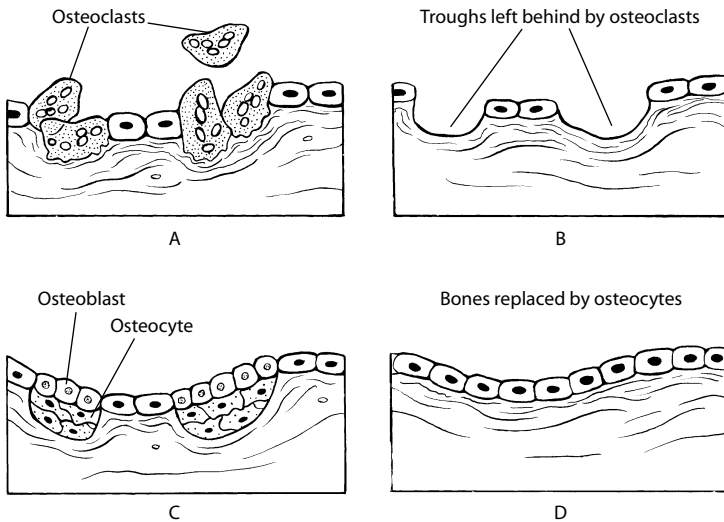 Osteoclasts
Troughs left behind by osteoclasts
A
B
Osteoblast
Osteocyte
Bones replaced by osteocytes
C
D